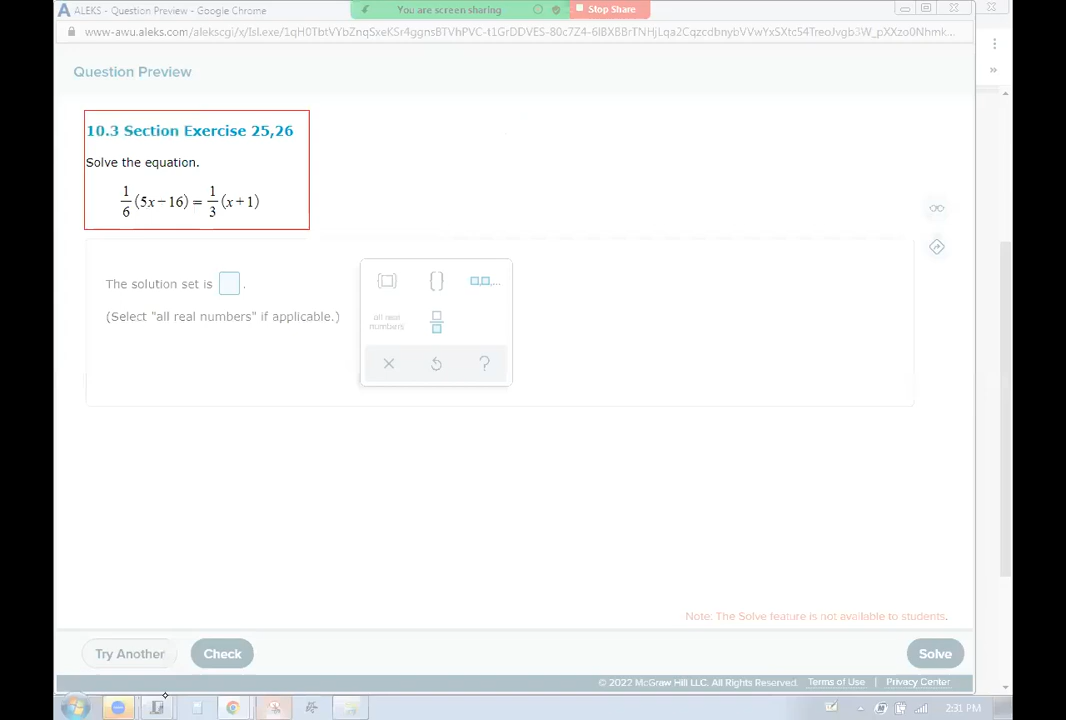 ALEKS - Question Preview - Google Chrome
You are screen sharing
Stop Share
Question Preview
10.3 Section Exercise 25,26
Solve the equation.
1/6 (5x−16) = 1/3 (x+1)
The solution set is .
(Select "all real numbers" if applicable.)
all real
numbers
Note: The Solve feature is not available to students.
Try Another
Check
Solve
© 2022 McGraw Hill LLC. All Rights Reserved. Terms of Use | Privacy Center
2:31 PM